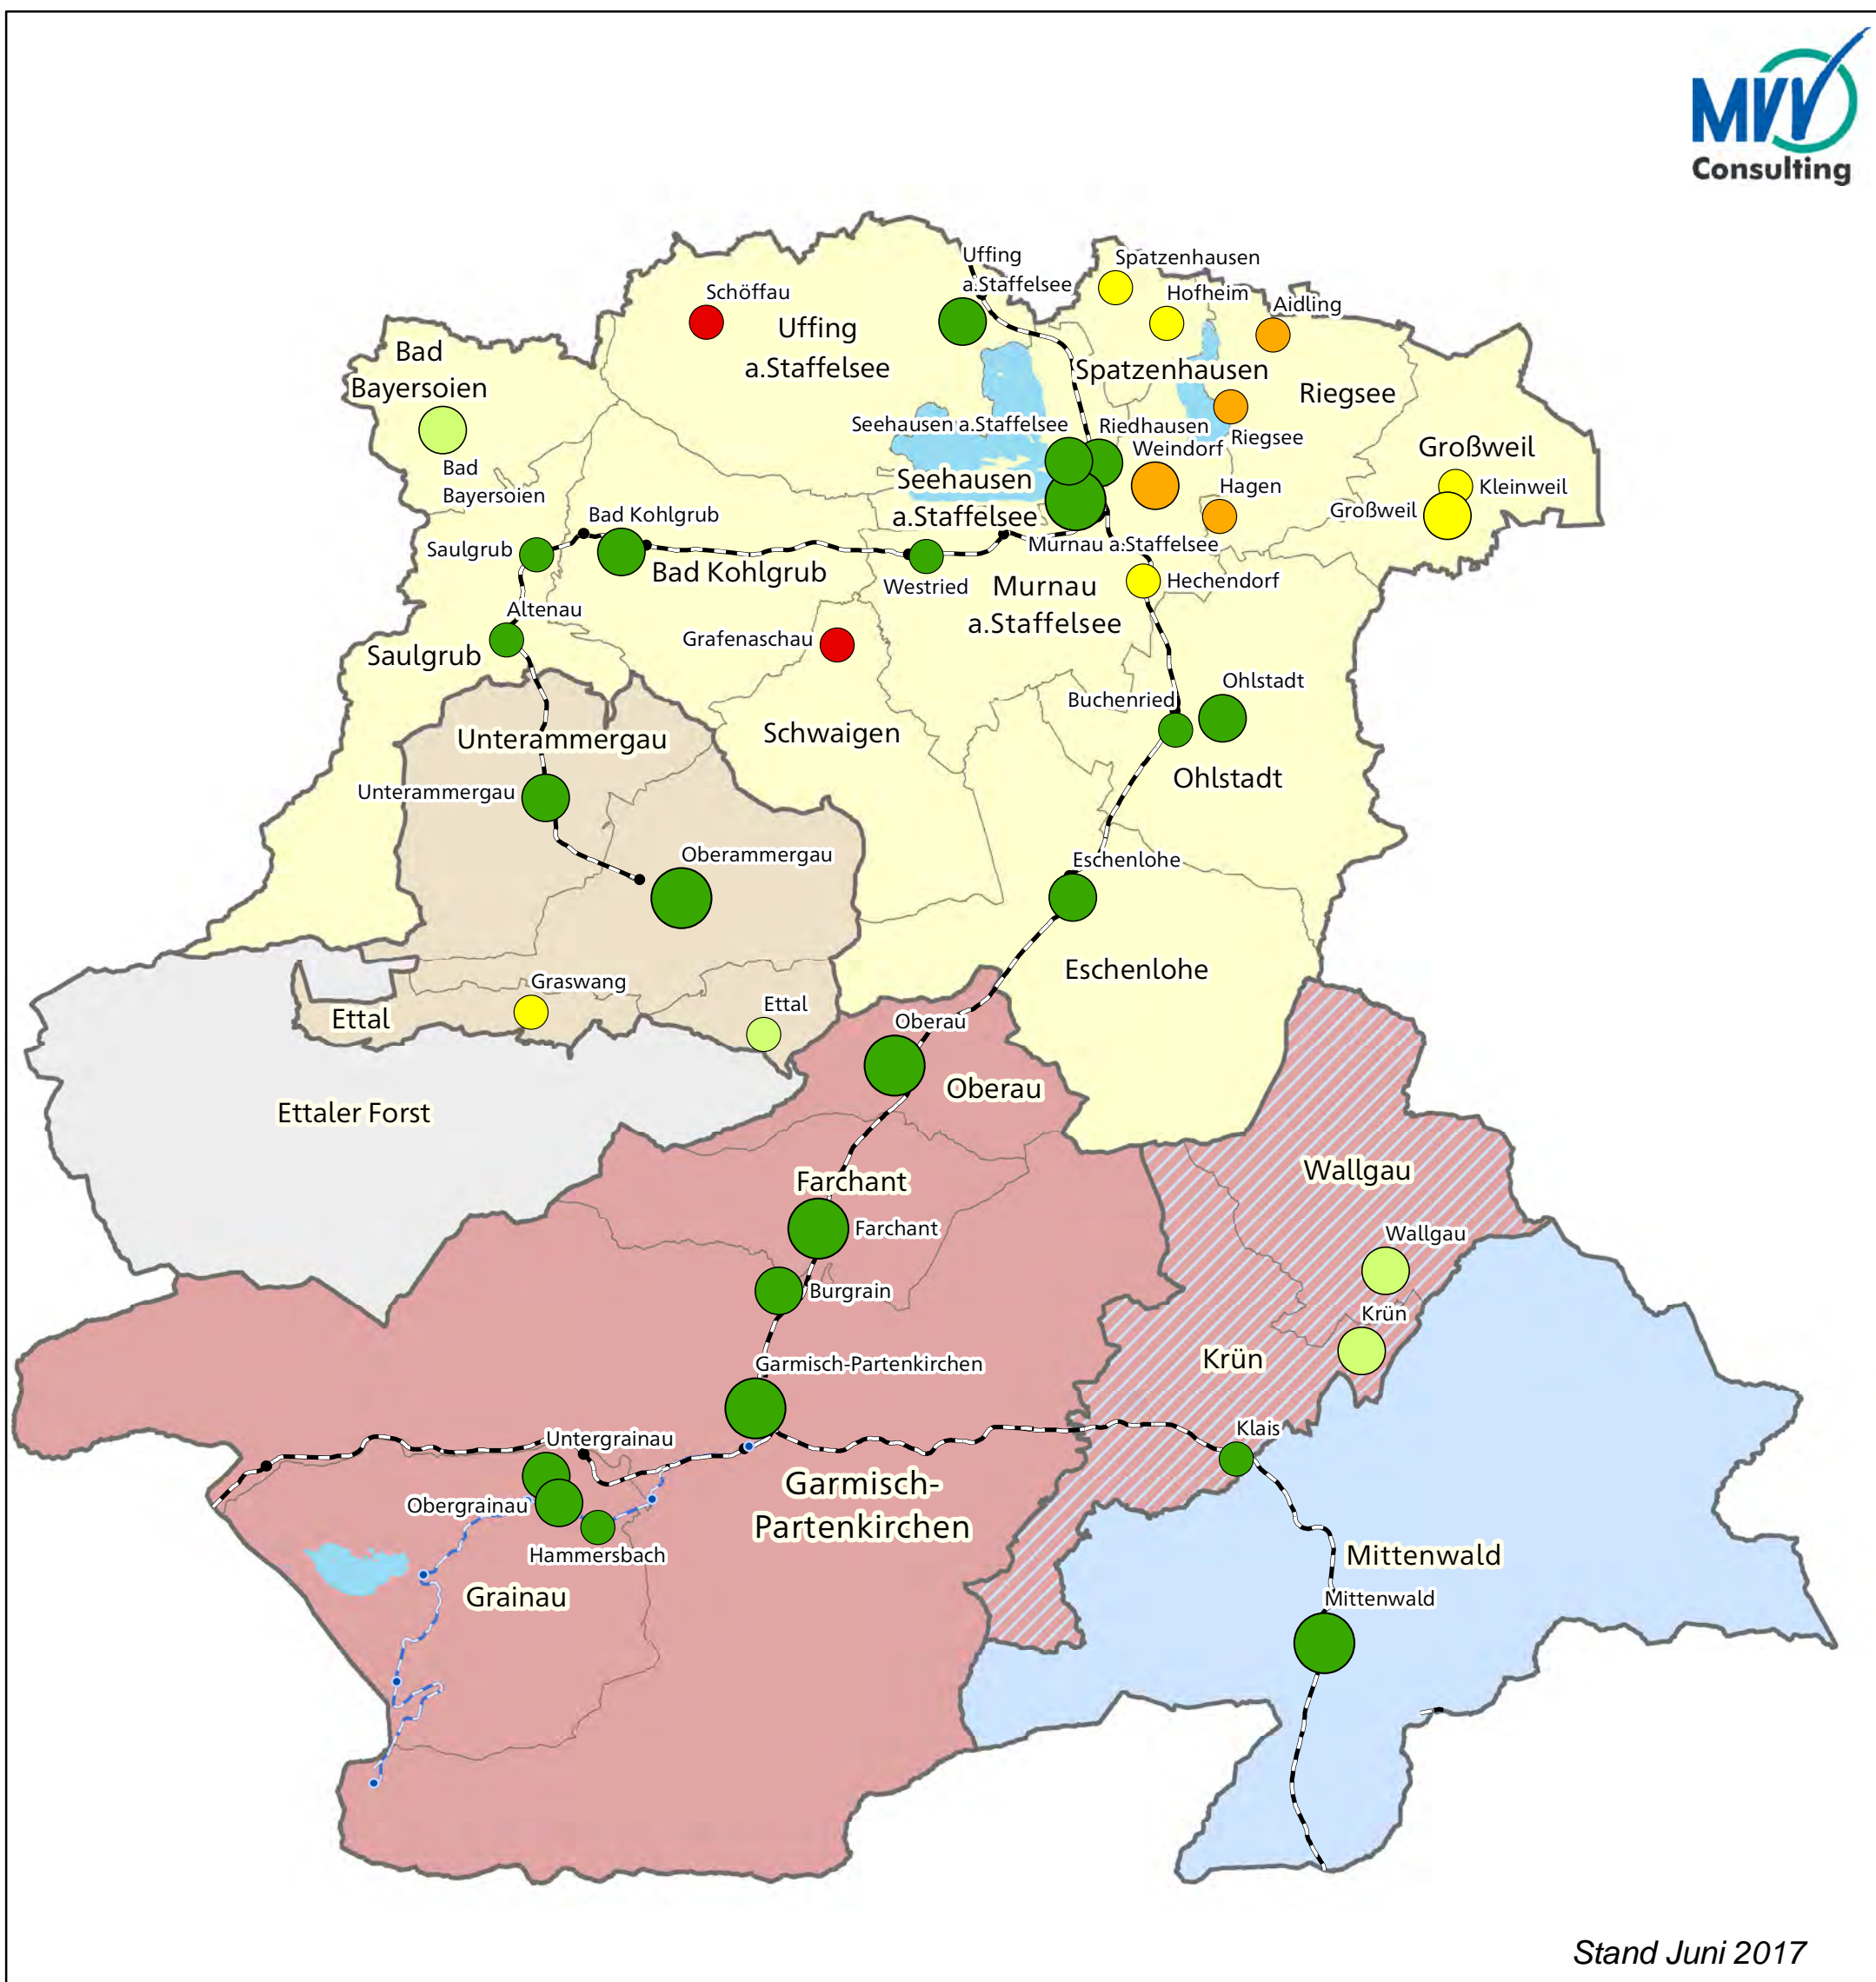 MVV
Consulting
Uffing
a.Staffelsee
Spatzenhausen
Hofheim
Aidling
Schöffau
Uffing
a.Staffelsee
Bad
Bayersoien
Spatzenhausen
Riegsee
Seehausen a.Staffelsee
Riedhausen
Riegsee
Weindorf
Großweil
Bad
Bayersoien
Seehausen
a.Staffelsee
Hagen
Kleinweil
Großweil
Bad Kohlgrub
Saulgrub
Murnau a.Staffelsee
Bad Kohlgrub
Westried
Murnau
a.Staffelsee
Hechendorf
Altenau
Grafenaschau
Saulgrub
Ohlstadt
Buchenried
Schwaigen
Unterammergau
Ohlstadt
Unterammergau
Oberammergau
Eschenlohe
Eschenlohe
Graswang
Ettal
Ettal
Oberau
Oberau
Ettaler Forst
Wallgau
Farchant
Farchant
Wallgau
Burgrain
Krün
Krün
Garmisch-Partenkirchen
Klais
Untergrainau
Garmisch-
Partenkirchen
Obergrainau
Hammersbach
Mittenwald
Grainau
Mittenwald
Stand Juni 2017